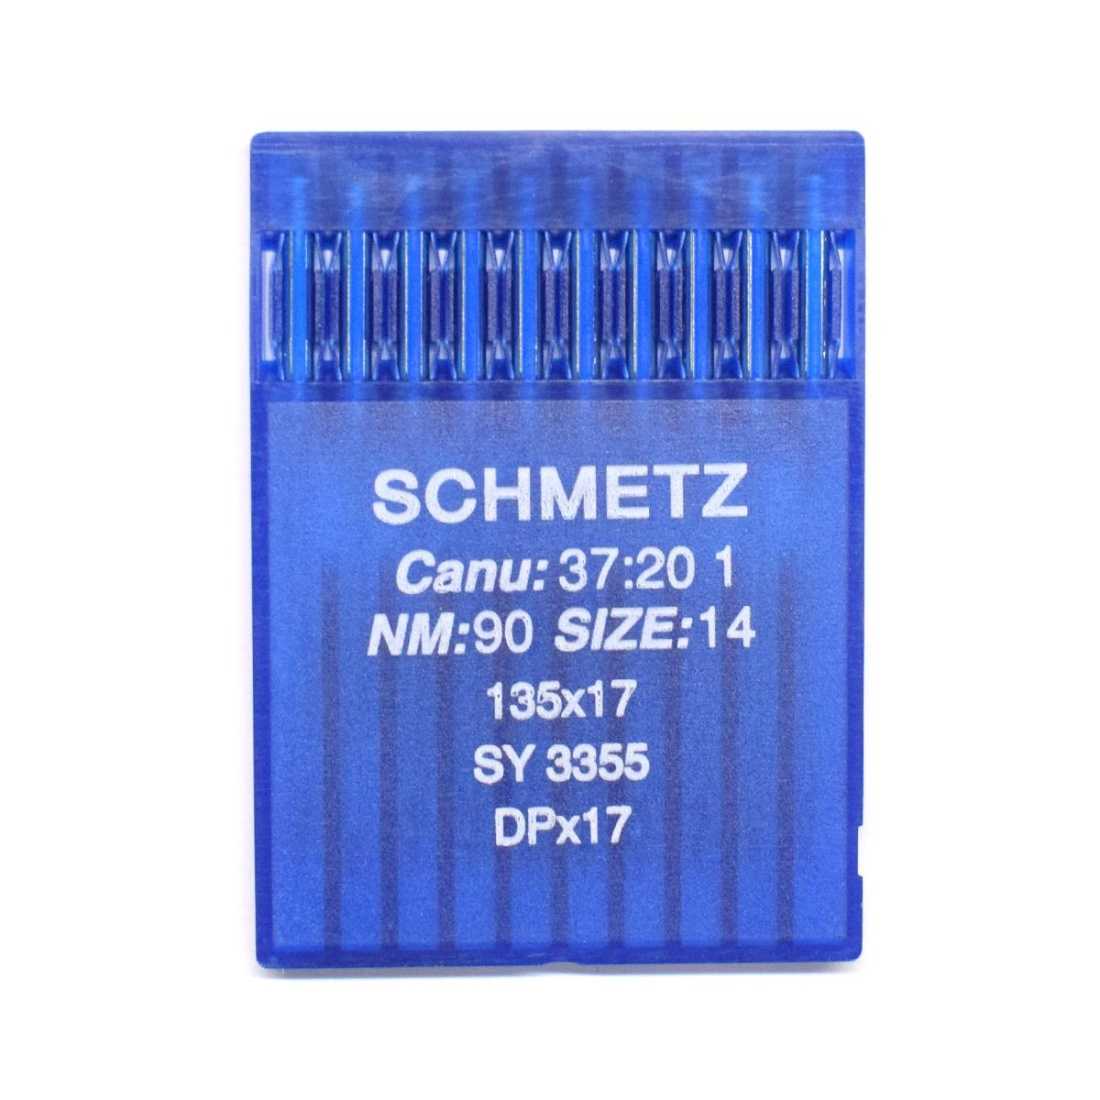 SCHMETZ
Canu: 37:20 1
NM:90 SIZE:14
135x17
SY 3355
DPx17